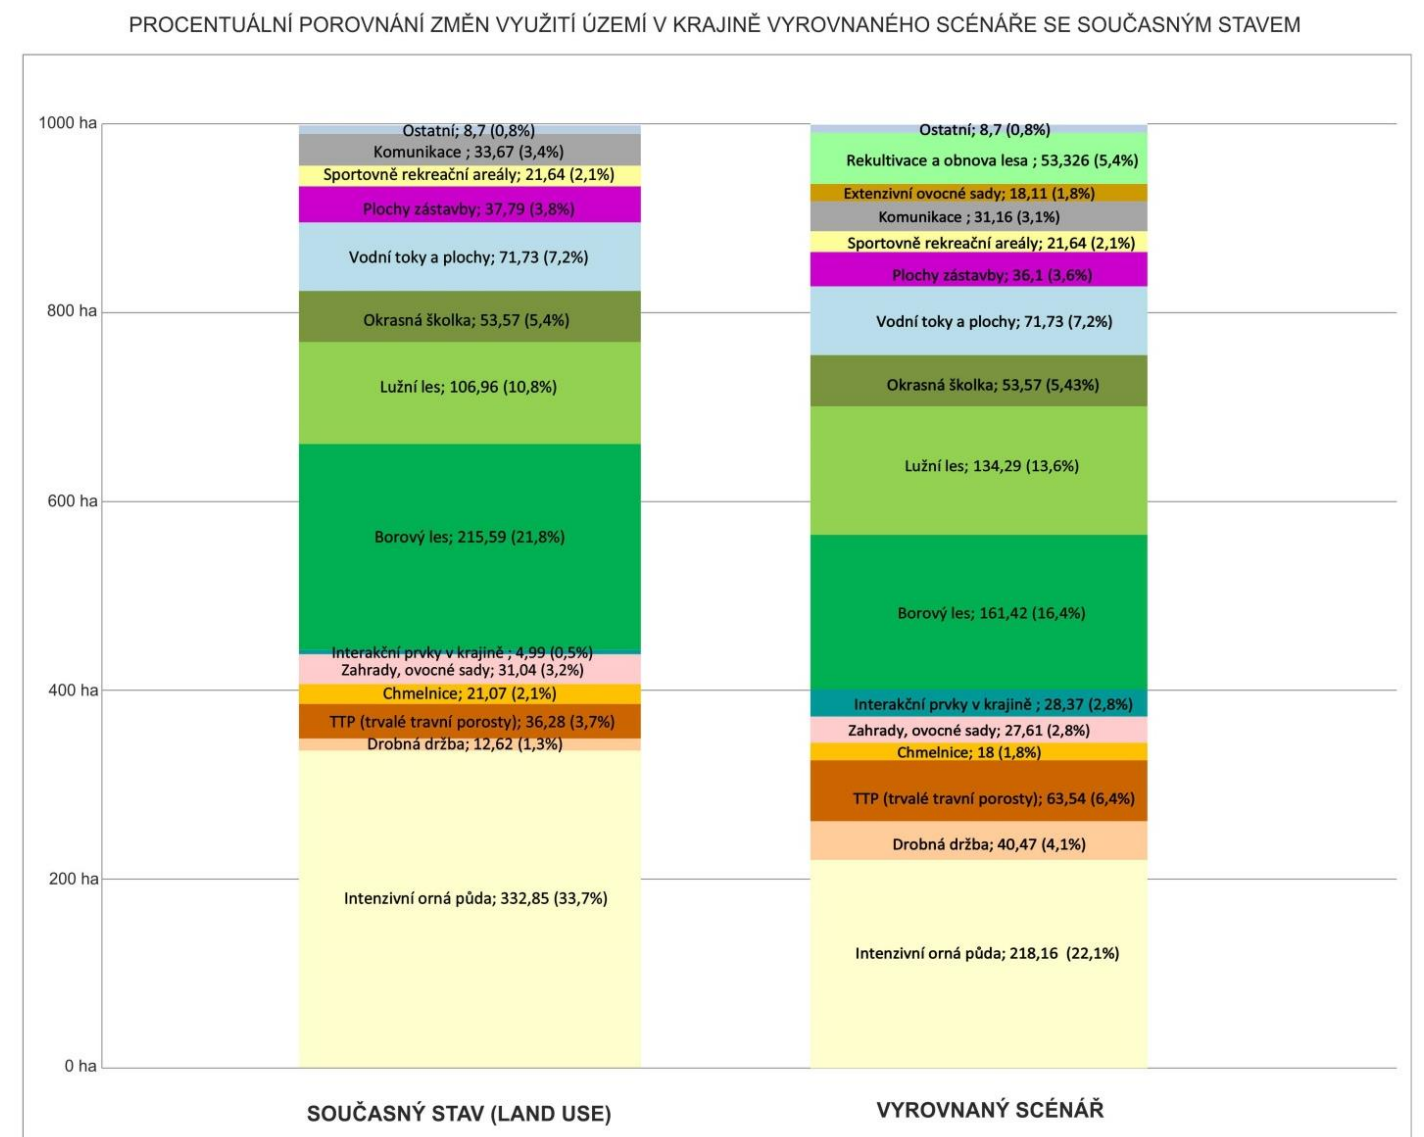 PROCENTUÁLNÍ POROVNÁNÍ ZMĚN VYUŽITÍ ÚZEMÍ V KRAJINĚ VYROVNANÉHO SCÉNÁŘE SE SOUČASNÝM STAVEM
1000 ha
800 ha
600 ha
400 ha
200 ha
0 ha
Ostatní; 8,7 (0,8%)
Komunikace ; 33,67 (3,4%)
Sportovně rekreační areály; 21,64 (2,1%)
Plochy zástavby; 37,79 (3,8%)
Vodní toky a plochy; 71,73 (7,2%)
Okrasná školka; 53,57 (5,4%)
Lužní les; 106,96 (10,8%)
Borový les; 215,59 (21,8%)
Interakční prvky v krajině ; 4,99 (0,5%)
Zahrady, ovocné sady; 31,04 (3,2%)
Chmelnice; 21,07 (2,1%)
TTP (trvalé travní porosty); 36,28 (3,7%)
Drobná držba; 12,62 (1,3%)
Intenzivní orná půda; 332,85 (33,7%)
SOUČASNÝ STAV (LAND USE)
Ostatní; 8,7 (0,8%)
Rekultivace a obnova lesa ; 53,326 (5,4%)
Extenzivní ovocné sady; 18,11 (1,8%)
Komunikace ; 31,16 (3,1%)
Sportovně rekreační areály; 21,64 (2,1%)
Plochy zástavby; 36,1 (3,6%)
Vodní toky a plochy; 71,73 (7,2%)
Okrasná školka; 53,57 (5,43%)
Lužní les; 134,29 (13,6%)
Borový les; 161,42 (16,4%)
Interakční prvky v krajině ; 28,37 (2,8%)
Zahrady, ovocné sady; 27,61 (2,8%)
Chmelnice; 18 (1,8%)
TTP (trvalé travní porosty); 63,54 (6,4%)
Drobná držba; 40,47 (4,1%)
Intenzivní orná půda; 218,16 (22,1%)
VYROVNANÝ SCÉNÁŘ